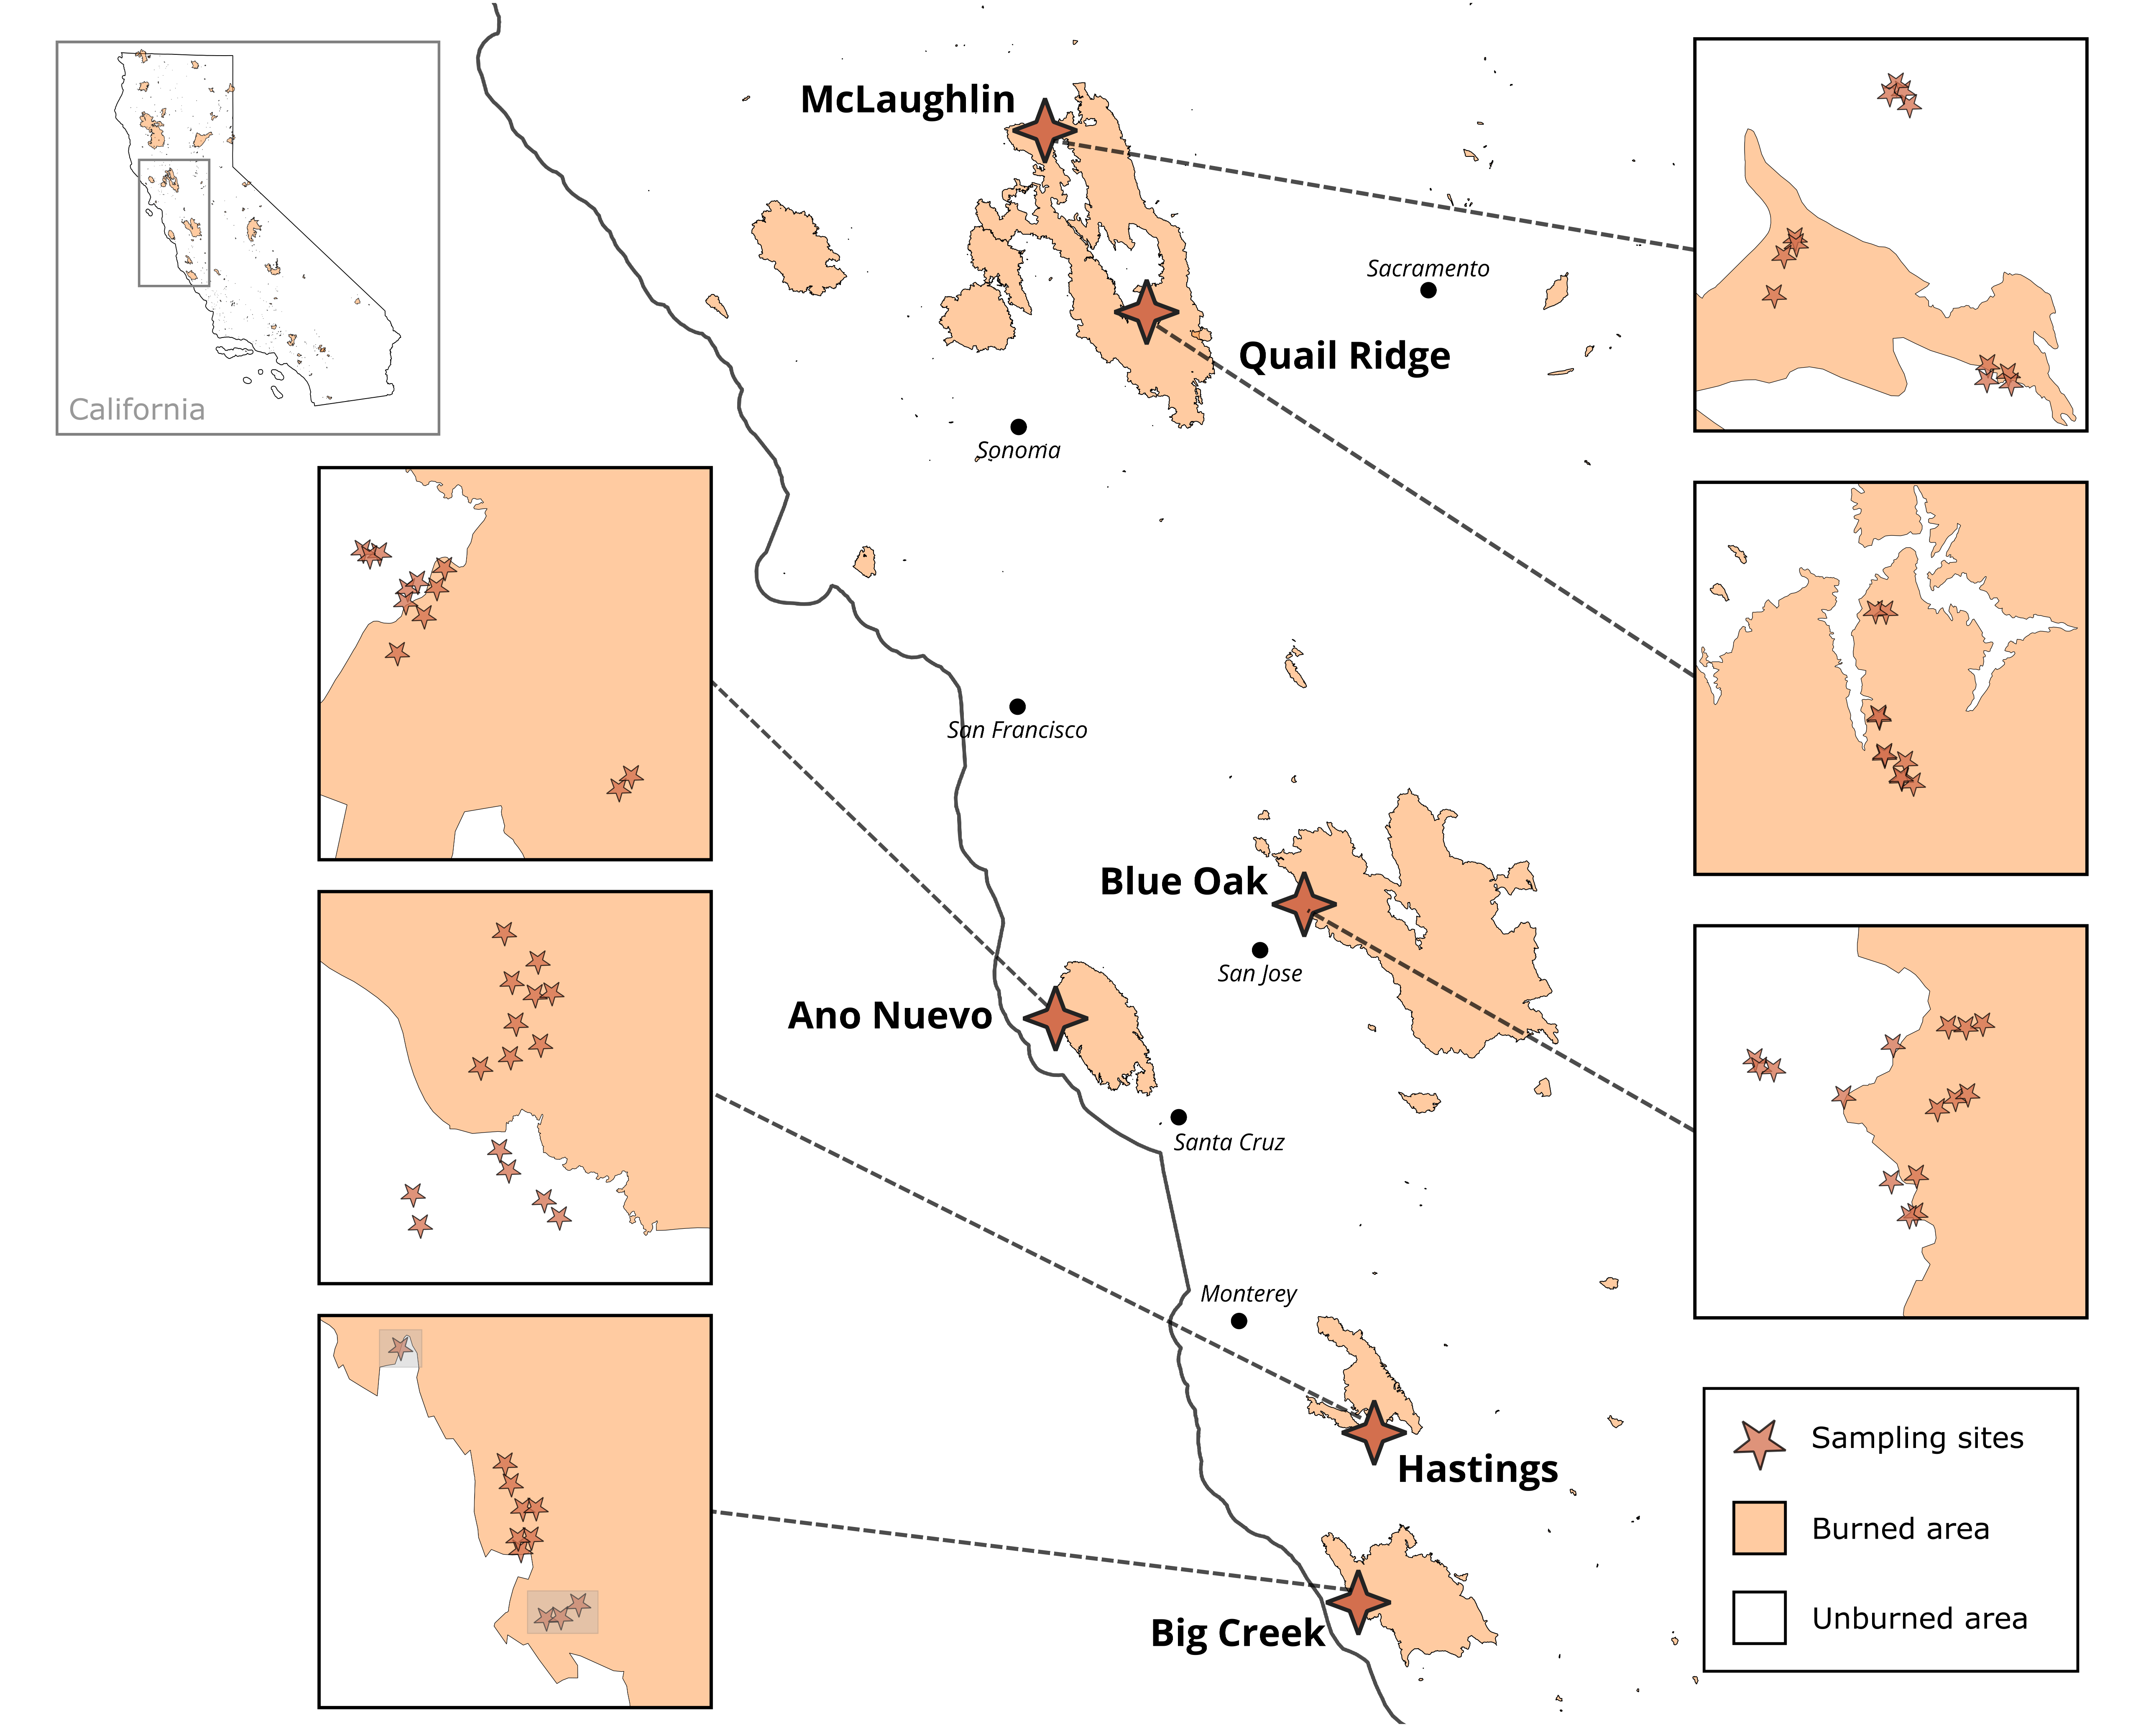 McLaughlin
Sacramento
Quail Ridge
California
Sonoma
San Francisco
Blue Oak
San Jose
Ano Nuevo
Santa Cruz
Monterey
Hastings
Big Creek
Sampling sites
Burned area
Unburned area